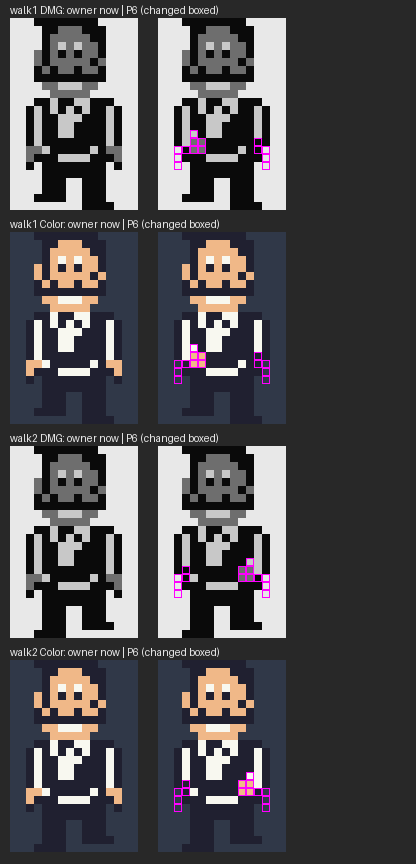 walk1 DMG: owner now | P6 (changed boxed)
walk1 Color: owner now | P6 (changed boxed)
walk2 DMG: owner now | P6 (changed boxed)
walk2 Color: owner now | P6 (changed boxed)